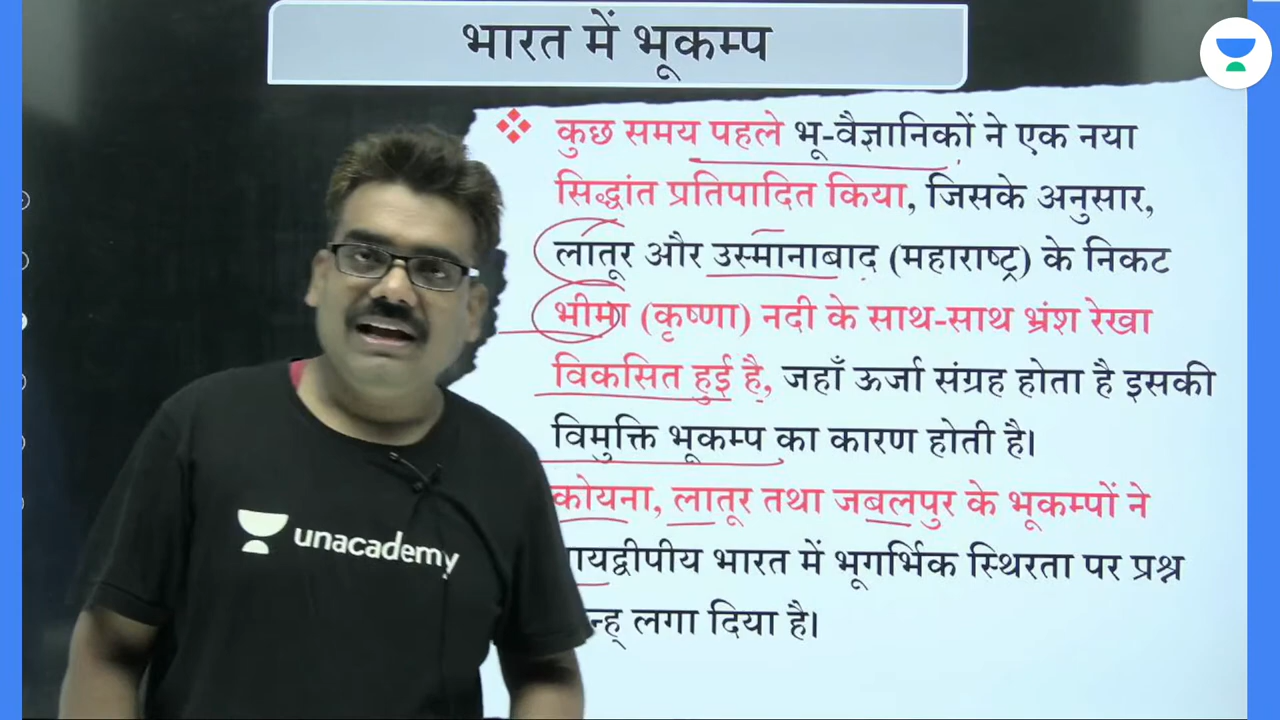 भारत में भूकम्प
कुछ समय पहले भू-वैज्ञानिकों ने एक नया
सिद्धांत प्रतिपादित किया, जिसके अनुसार,
लातूर और उस्मानाबाद (महाराष्ट्र) के निकट
भीमा (कृष्णा) नदी के साथ-साथ भ्रंश रेखा
विकसित हुई है, जहाँ ऊर्जा संग्रह होता है इसकी
विमुक्ति भूकम्प का कारण होती है।
कोयना, लातूर तथा जबलपुर के भूकम्पों ने
भारत में भूगर्भिक स्थिरता पर प्रश्न
लगा दिया है।
unacademy